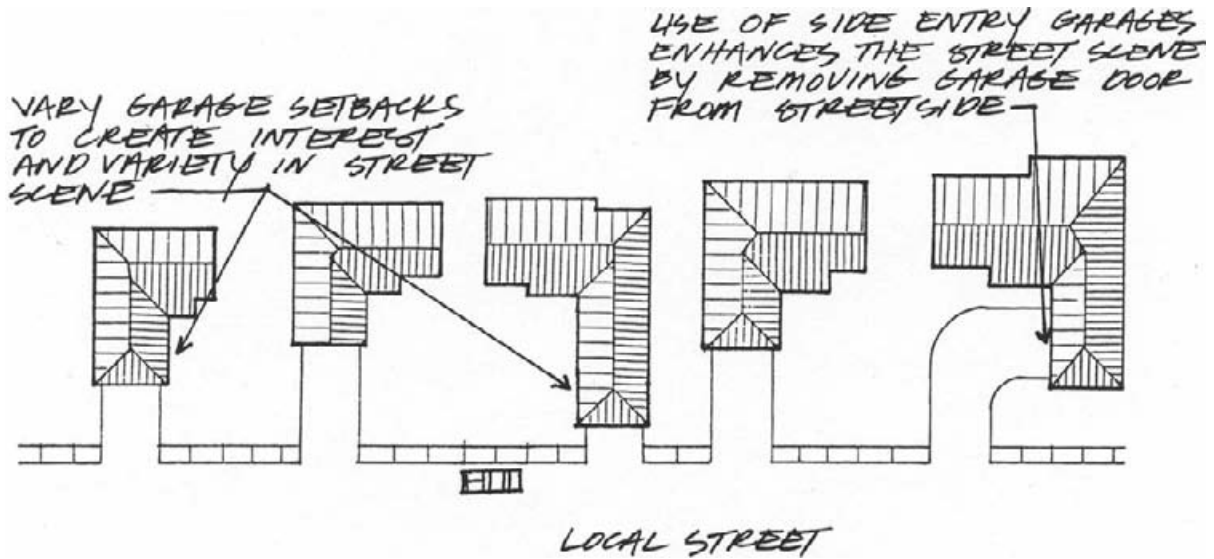 VARY GARAGE SETBACKS
TO CREATE INTEREST
AND VARIETY IN STREET
SCENE
USE OF SIDE ENTRY GARAGES
ENHANCES THE STREET SCENE
BY REMOVING GARAGE DOOR
FROM STREETSIDE
LOCAL STREET